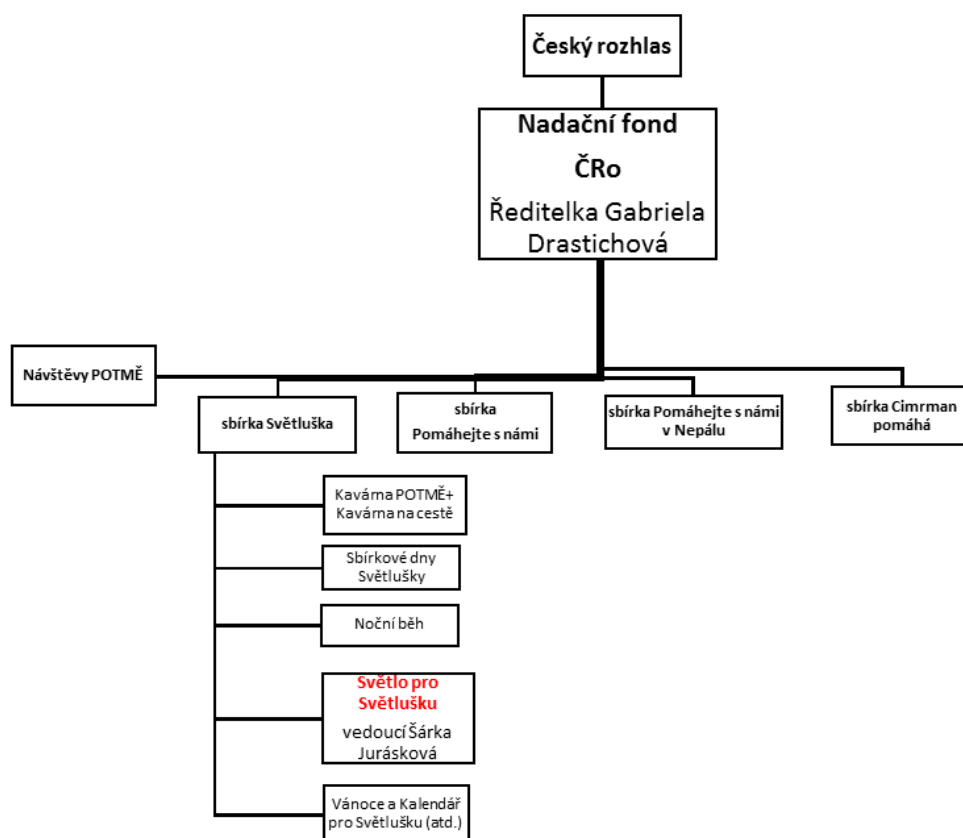 Český rozhlas
Nadační fond
ČRo
Ředitelka Gabriela
Drastichová
Návštěvy POTMĚ
sbírka Světluška
sbírka
Pomáhejte s námi
sbírka Pomáhejte s námi
v Nepálu
sbírka Cimrman
pomáhá
Kavárna POTMĚ+
Kavárna na cestě
Sbírkové dny
Světlušky
Noční běh
Světlo pro
Světlušku
vedoucí Šárka
Jurásková
Vánoce a Kalendář
pro Světlušku (atd.)